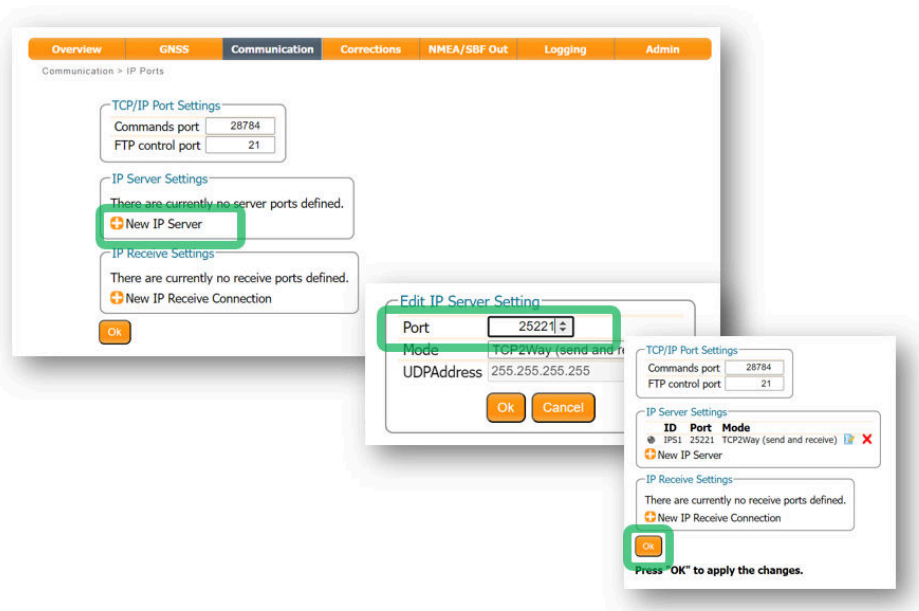 Overview GNSS Communication Corrections NMEA/SBF Out Logging Admin
Communication > IP Ports
TCP/IP Port Settings
Commands port 28784
FTP control port 21
IP Server Settings
There are currently no server ports defined.
New IP Server
IP Receive Settings
There are currently no receive ports defined.
New IP Receive Connection
Ok
Edit IP Server Setting
Port 25221
Mode TCP2Way (send and
UDPAddress 255.255.255.255
Ok Cancel
TCP/IP Port Settings
Commands port 28784
FTP control port 21
IP Server Settings
ID Port Mode
IPS1 25221 TCP2Way (send and receive)
New IP Server
IP Receive Settings
There are currently no receive ports defined.
New IP Receive Connection
Ok
Press "OK" to apply the changes.